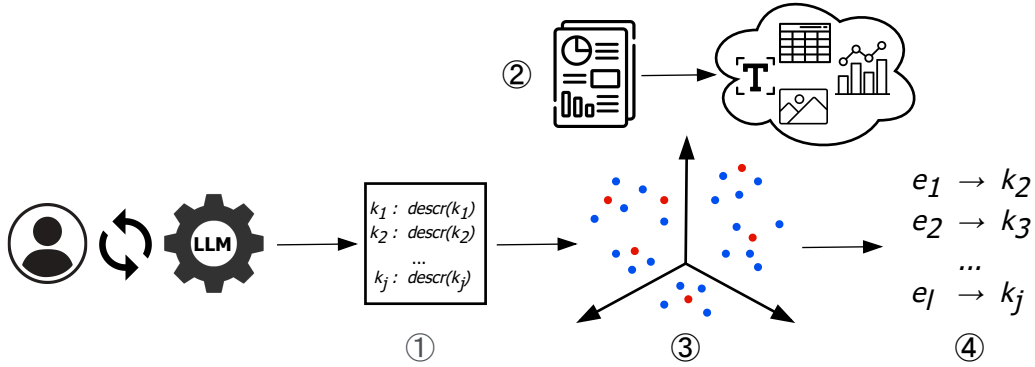 ②
T
LLM
k₁ : descr(k₁)
k₂ : descr(k₂)
...
kⱼ : descr(kⱼ)
e₁ → k₂
e₂ → k₃
...
eₗ → kⱼ
①
③
④